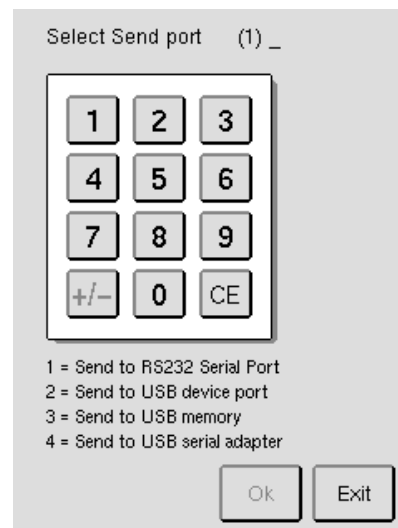 Select Send port (1) _
1 2 3
4 5 6
7 8 9
+/- 0 CE
1 = Send to RS232 Serial Port
2 = Send to USB device port
3 = Send to USB memory
4 = Send to USB serial adapter
Ok Exit